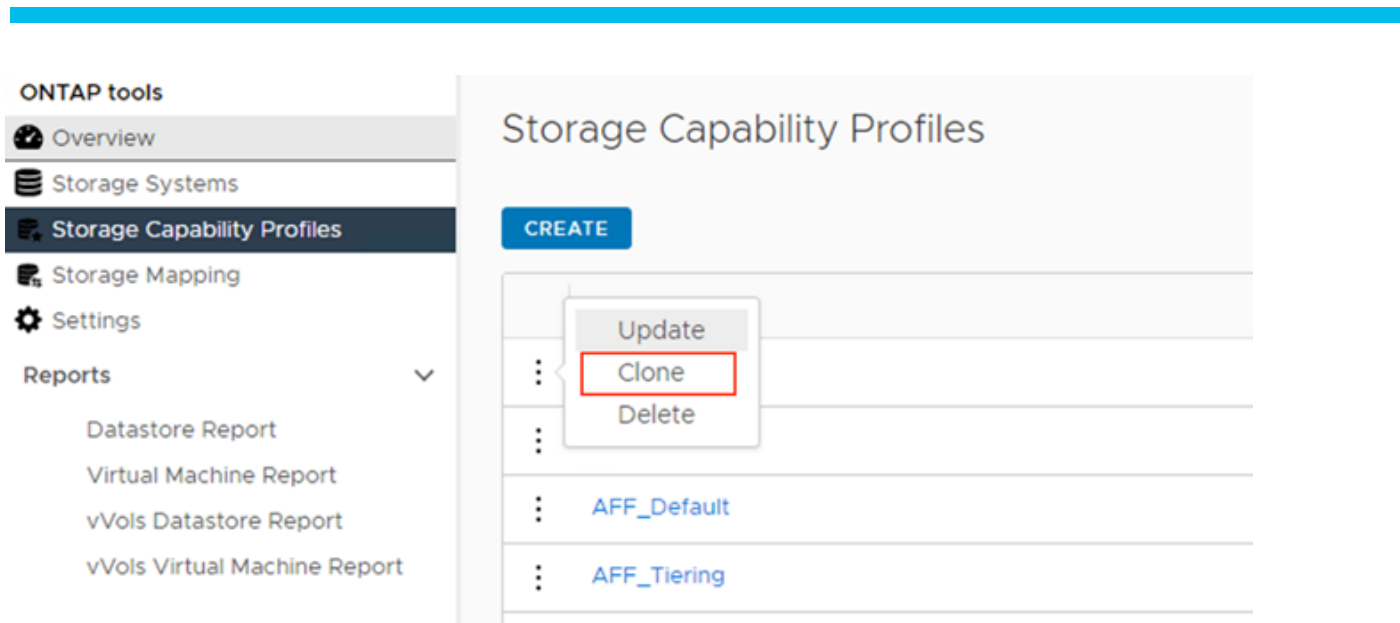 ONTAP tools
Overview
Storage Systems
Storage Capability Profiles
Storage Mapping
Settings
Reports
Datastore Report
Virtual Machine Report
vVols Datastore Report
vVols Virtual Machine Report
Storage Capability Profiles
CREATE
Update
Clone
Delete
AFF_Default
AFF_Tiering